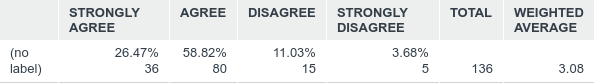 STRONGLY AGREE DISAGREE STRONGLY TOTAL WEIGHTED
AGREE DISAGREE AVERAGE
(no 26.47% 58.82% 11.03% 3.68%
label) 36 80 15 5 136 3.08